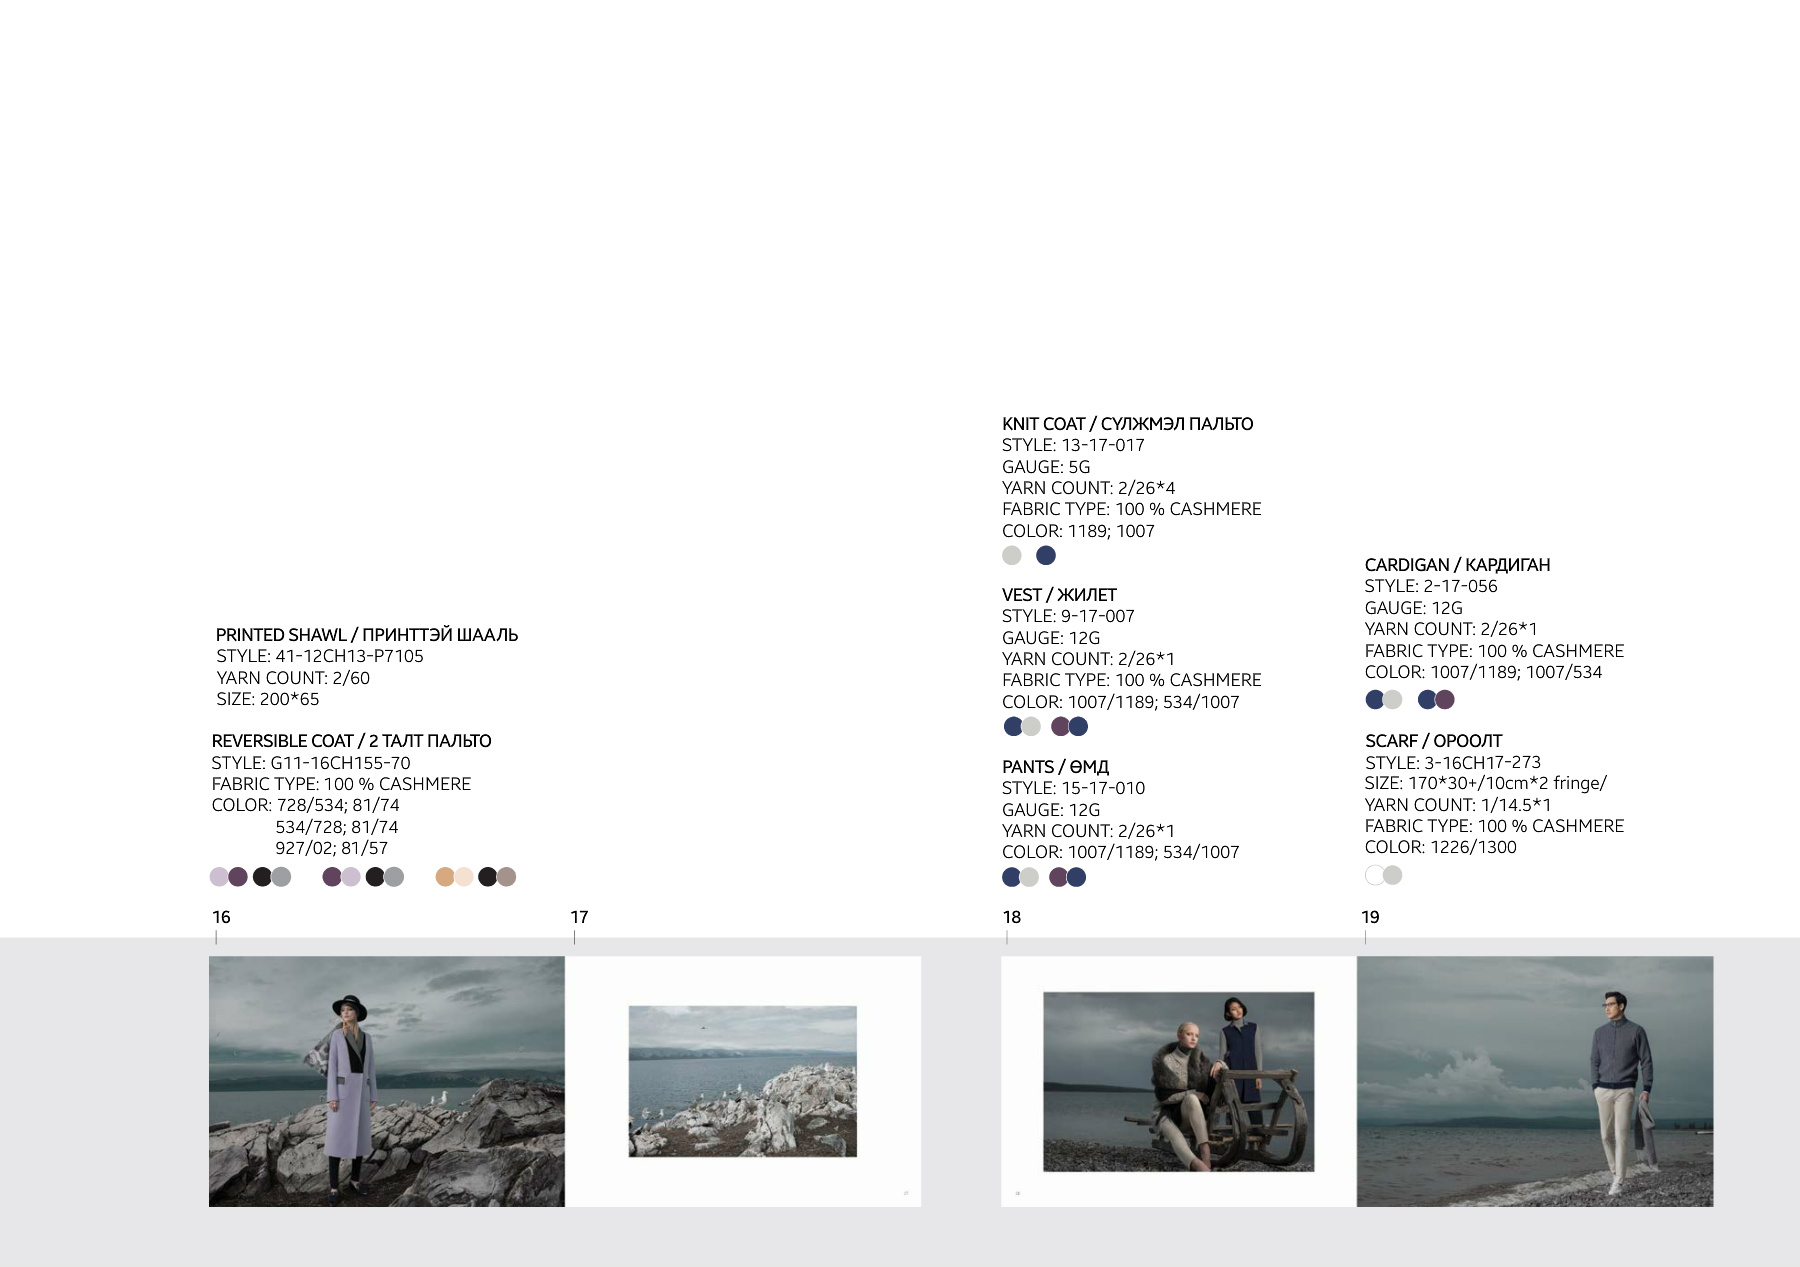 PRINTED SHAWL / ПРИНТТЭЙ ШААЛЬ
STYLE: 41-12CH13-P7105
YARN COUNT: 2/60
SIZE: 200*65
REVERSIBLE COAT / 2 ТАЛТ ПАЛЬТО
STYLE: G11-16CH155-70
FABRIC TYPE: 100 % CASHMERE
COLOR: 728/534; 81/74
534/728; 81/74
927/02; 81/57
16
17
KNIT COAT / СҮЛЖМЭЛ ПАЛЬТО
STYLE: 13-17-017
GAUGE: 5G
YARN COUNT: 2/26*4
FABRIC TYPE: 100 % CASHMERE
COLOR: 1189; 1007
VEST / ЖИЛЕТ
STYLE: 9-17-007
GAUGE: 12G
YARN COUNT: 2/26*1
FABRIC TYPE: 100 % CASHMERE
COLOR: 1007/1189; 534/1007
PANTS / ӨМД
STYLE: 15-17-010
GAUGE: 12G
YARN COUNT: 2/26*1
COLOR: 1007/1189; 534/1007
18
CARDIGAN / КАРДИГАН
STYLE: 2-17-056
GAUGE: 12G
YARN COUNT: 2/26*1
FABRIC TYPE: 100 % CASHMERE
COLOR: 1007/1189; 1007/534
SCARF / ОРООЛТ
STYLE: 3-16CH17-273
SIZE: 170*30+/10cm*2 fringe/
YARN COUNT: 1/14.5*1
FABRIC TYPE: 100 % CASHMERE
COLOR: 1226/1300
19